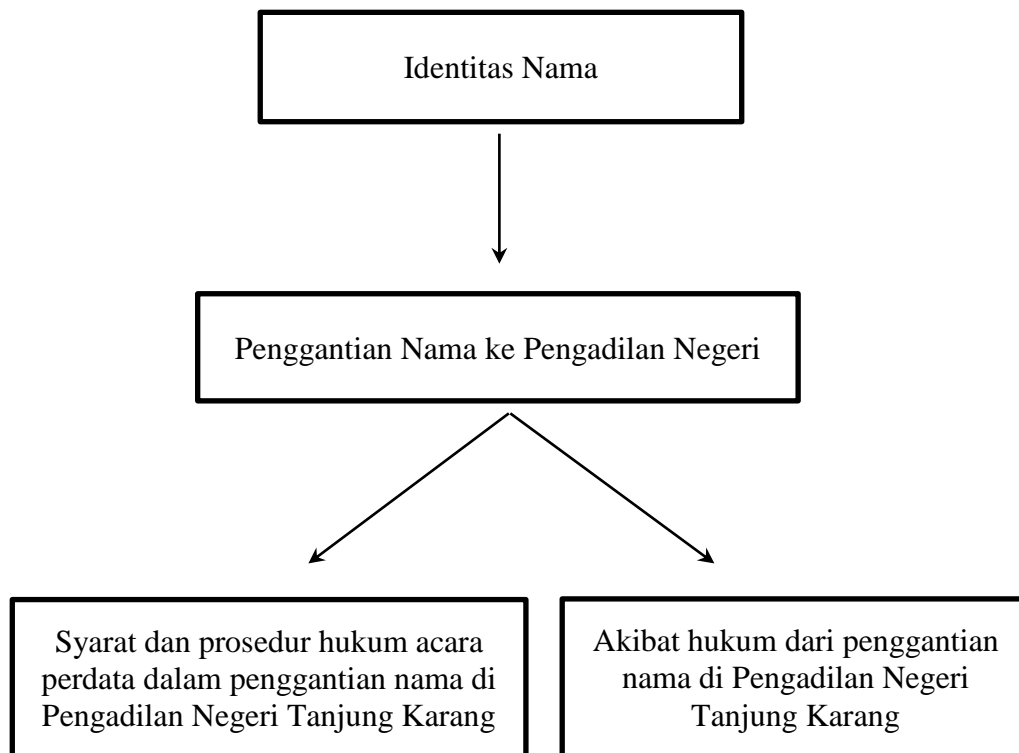 Identitas Nama
Penggantian Nama ke Pengadilan Negeri
Syarat dan prosedur hukum acara
perdata dalam penggantian nama di
Pengadilan Negeri Tanjung Karang
Akibat hukum dari penggantian
nama di Pengadilan Negeri
Tanjung Karang